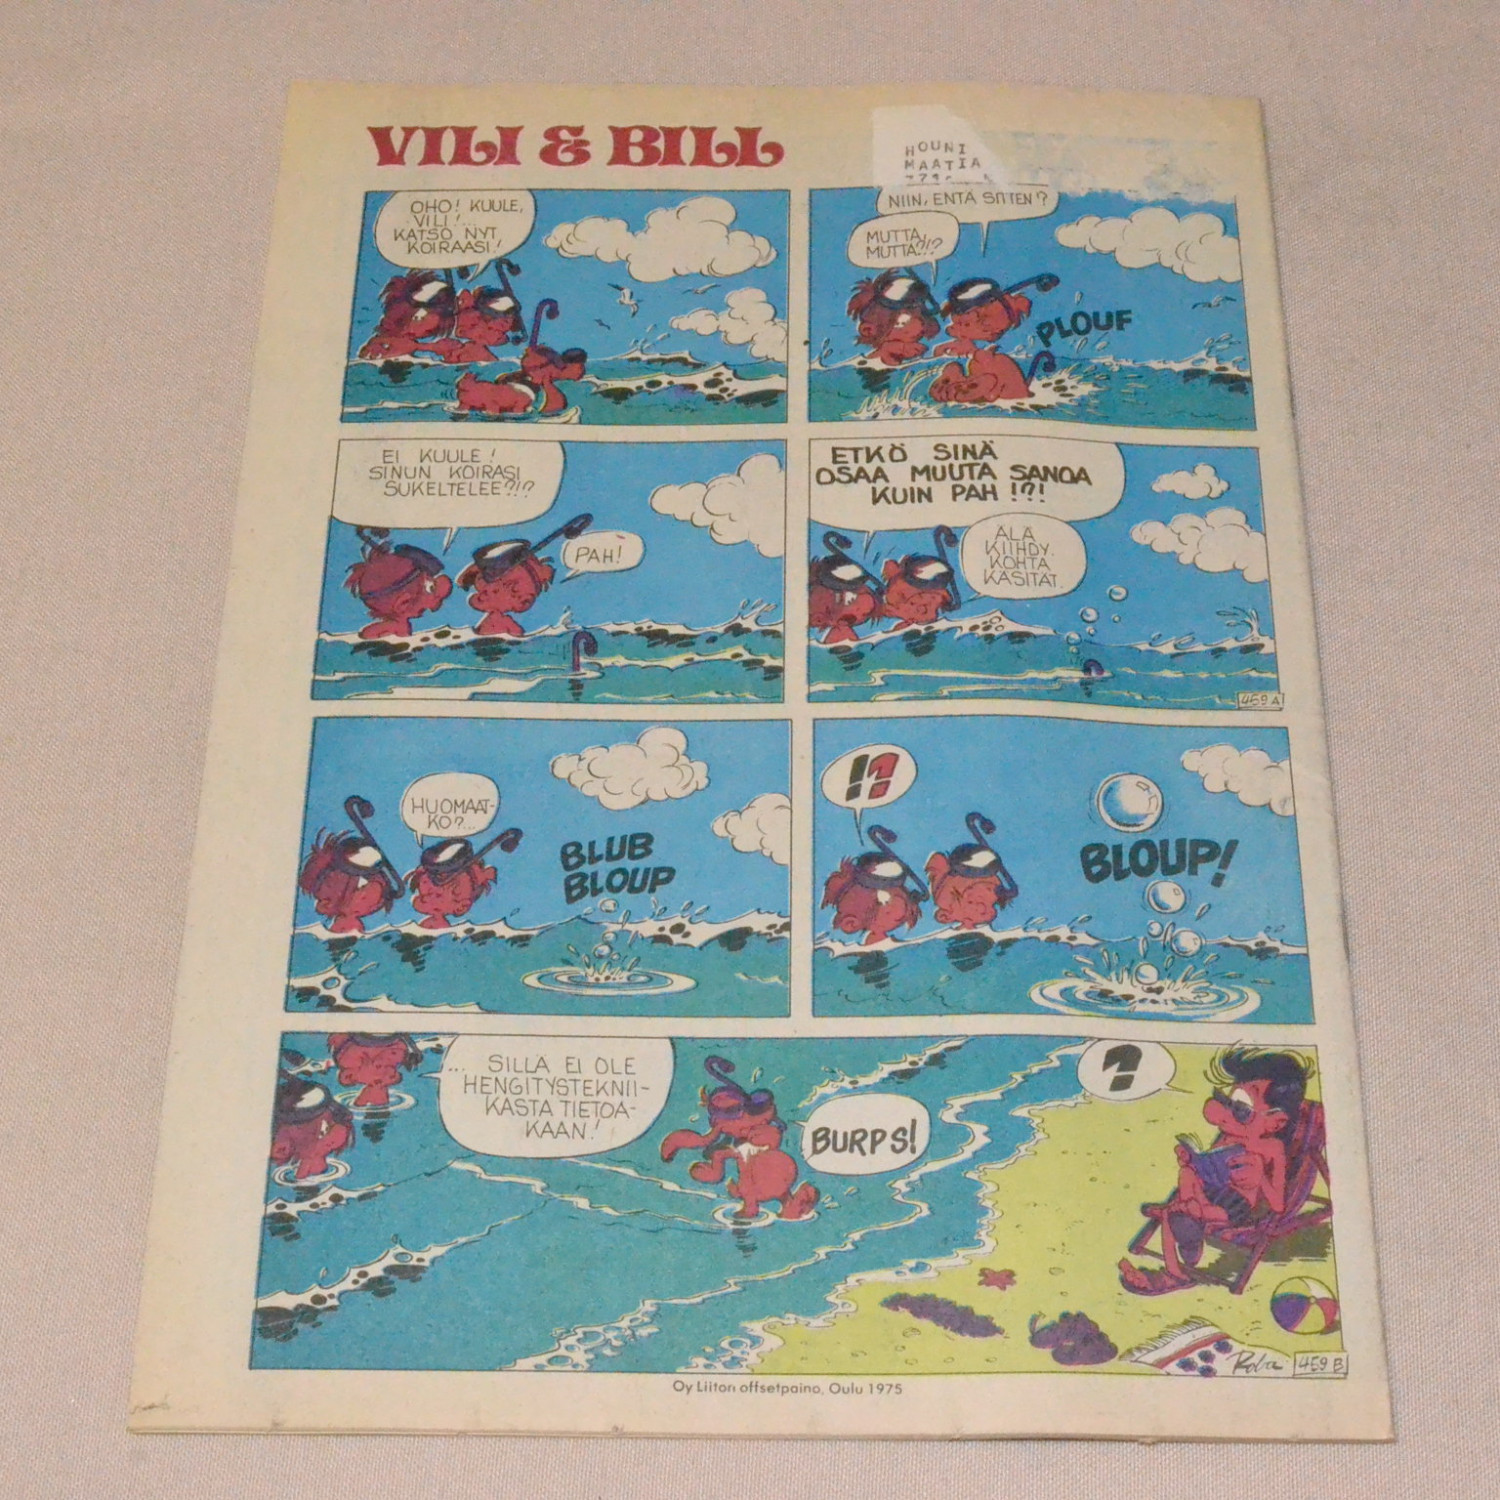 VILI & BILL
HOUNI
MAATIA
OHO! KUULE,
VILI!...
KATSO NYT
KOIRAASI!
NIIN, ENTÄ SITTEN?
MUTTA,
MUTTA?!?
PLOUF
EI KUULE!
SINUN KOIRASI
SUKELTELEE?!?
PAH!
ETKÖ SINÄ
OSAA MUUTA SANOA
KUIN PAH !?!
ÄLÄ
KIIHDY.
KOHTA
KÄSITÄT.
459 A
HUOMAAT-
KO?...
BLUB
BLOUP
!?
BLOUP!
... SILLÄ EI OLE
HENGITYSTEKNII-
KASTA TIETOA-
KAAN!
BURPS!
?
Roba 459 B
Oy Liiton offsetpaino, Oulu 1975